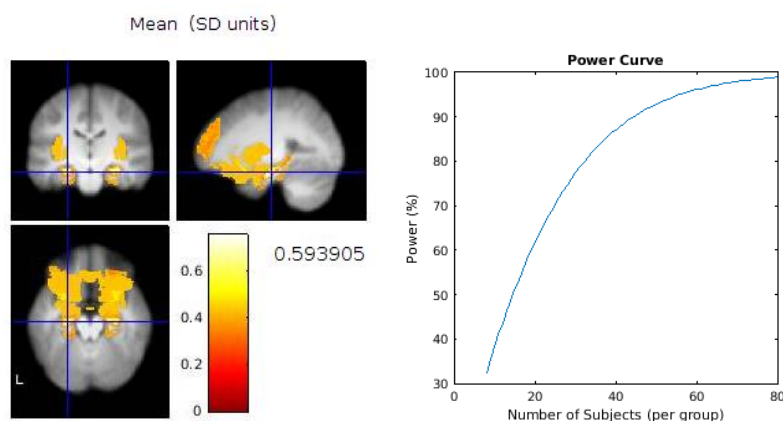 Mean (SD units)
L
0.6
0.4
0.2
0
0.593905
Power Curve
Power (%)
100
90
80
70
60
50
40
30
0 20 40 60 80
Number of Subjects (per group)